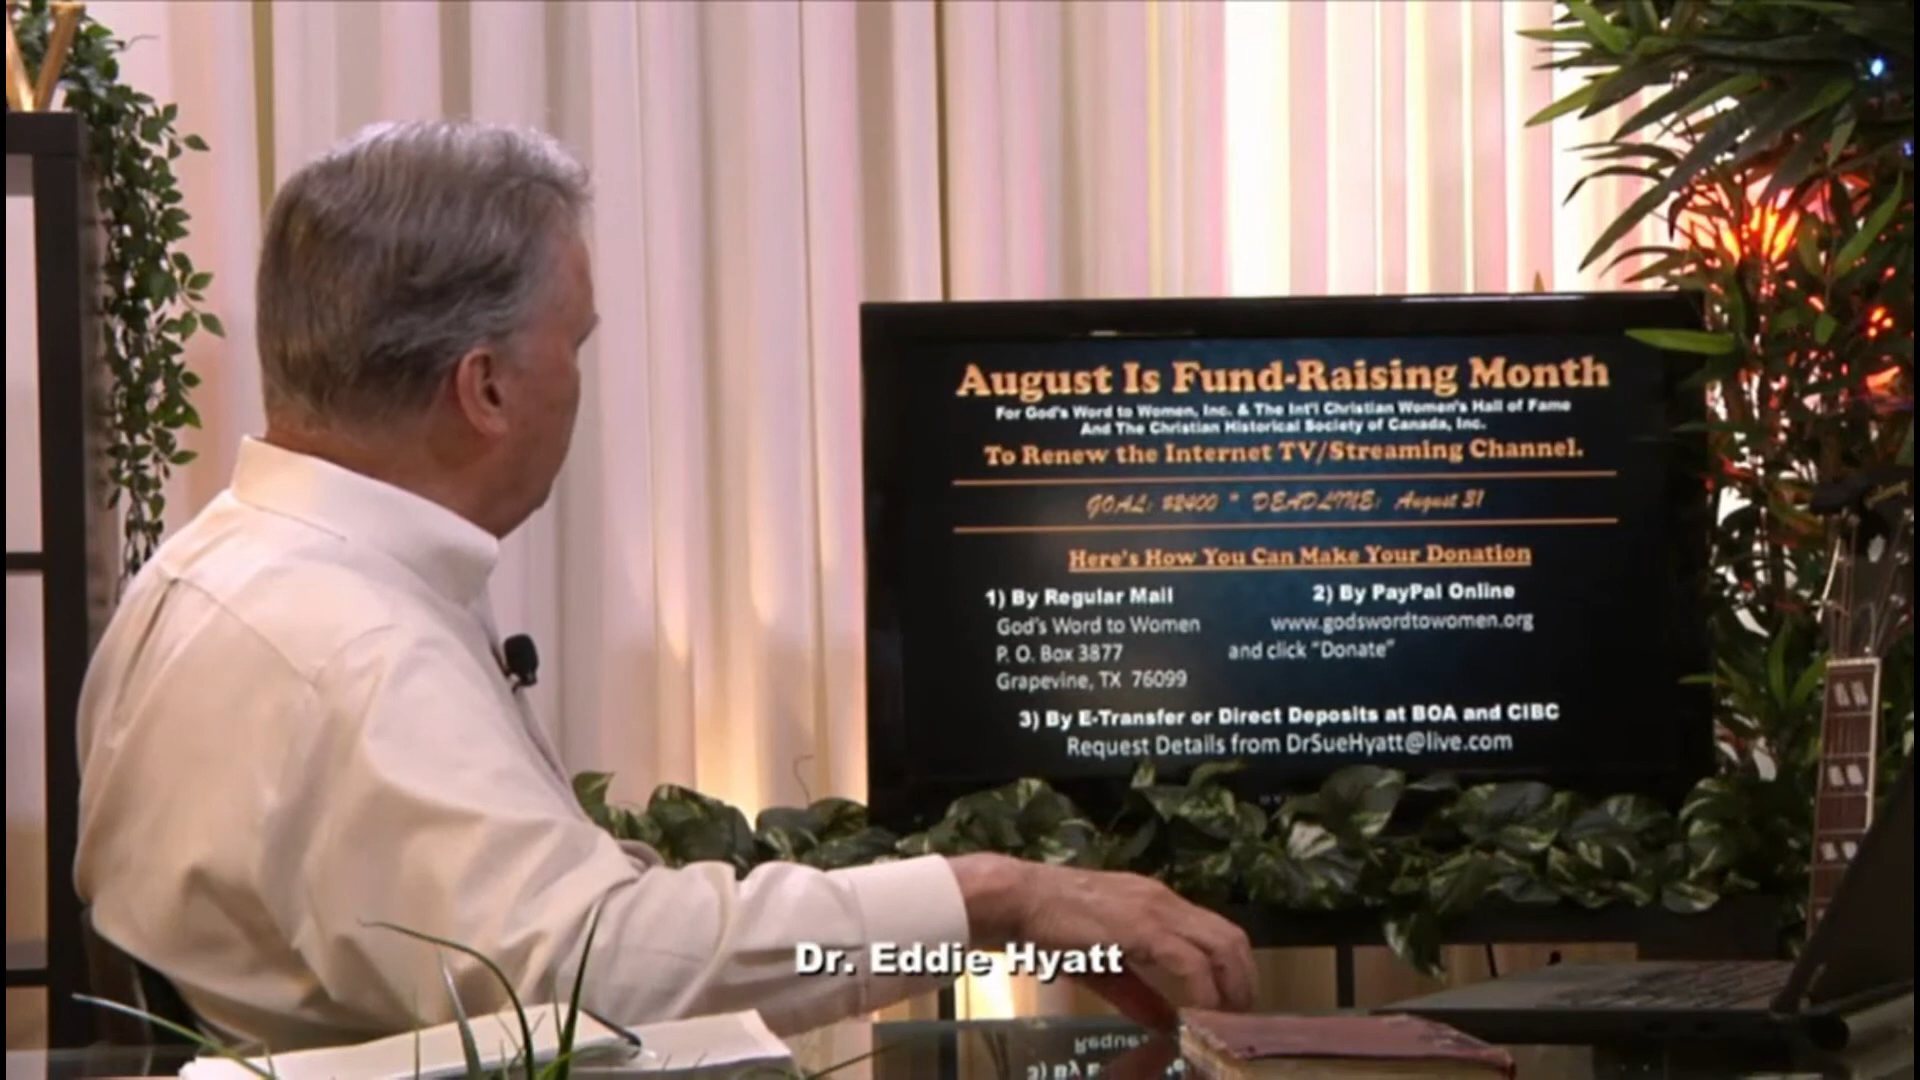 August Is Fund-Raising Month
For God's Word to Women, Inc. & The Int'l Christian Women's Hall of Fame
And The Christian Historical Society of Canada, Inc.
To Renew the Internet TV/Streaming Channel.
GOAL: $2400 * DEADLINE: August 31
Here's How You Can Make Your Donation
1) By Regular Mail
God's Word to Women
P. O. Box 3877
Grapevine, TX 76099
2) By PayPal Online
www.godswordtowomen.org
and click "Donate"
3) By E-Transfer or Direct Deposits at BOA and CIBC
Request Details from DrSueHyatt@live.com
Dr. Eddie Hyatt